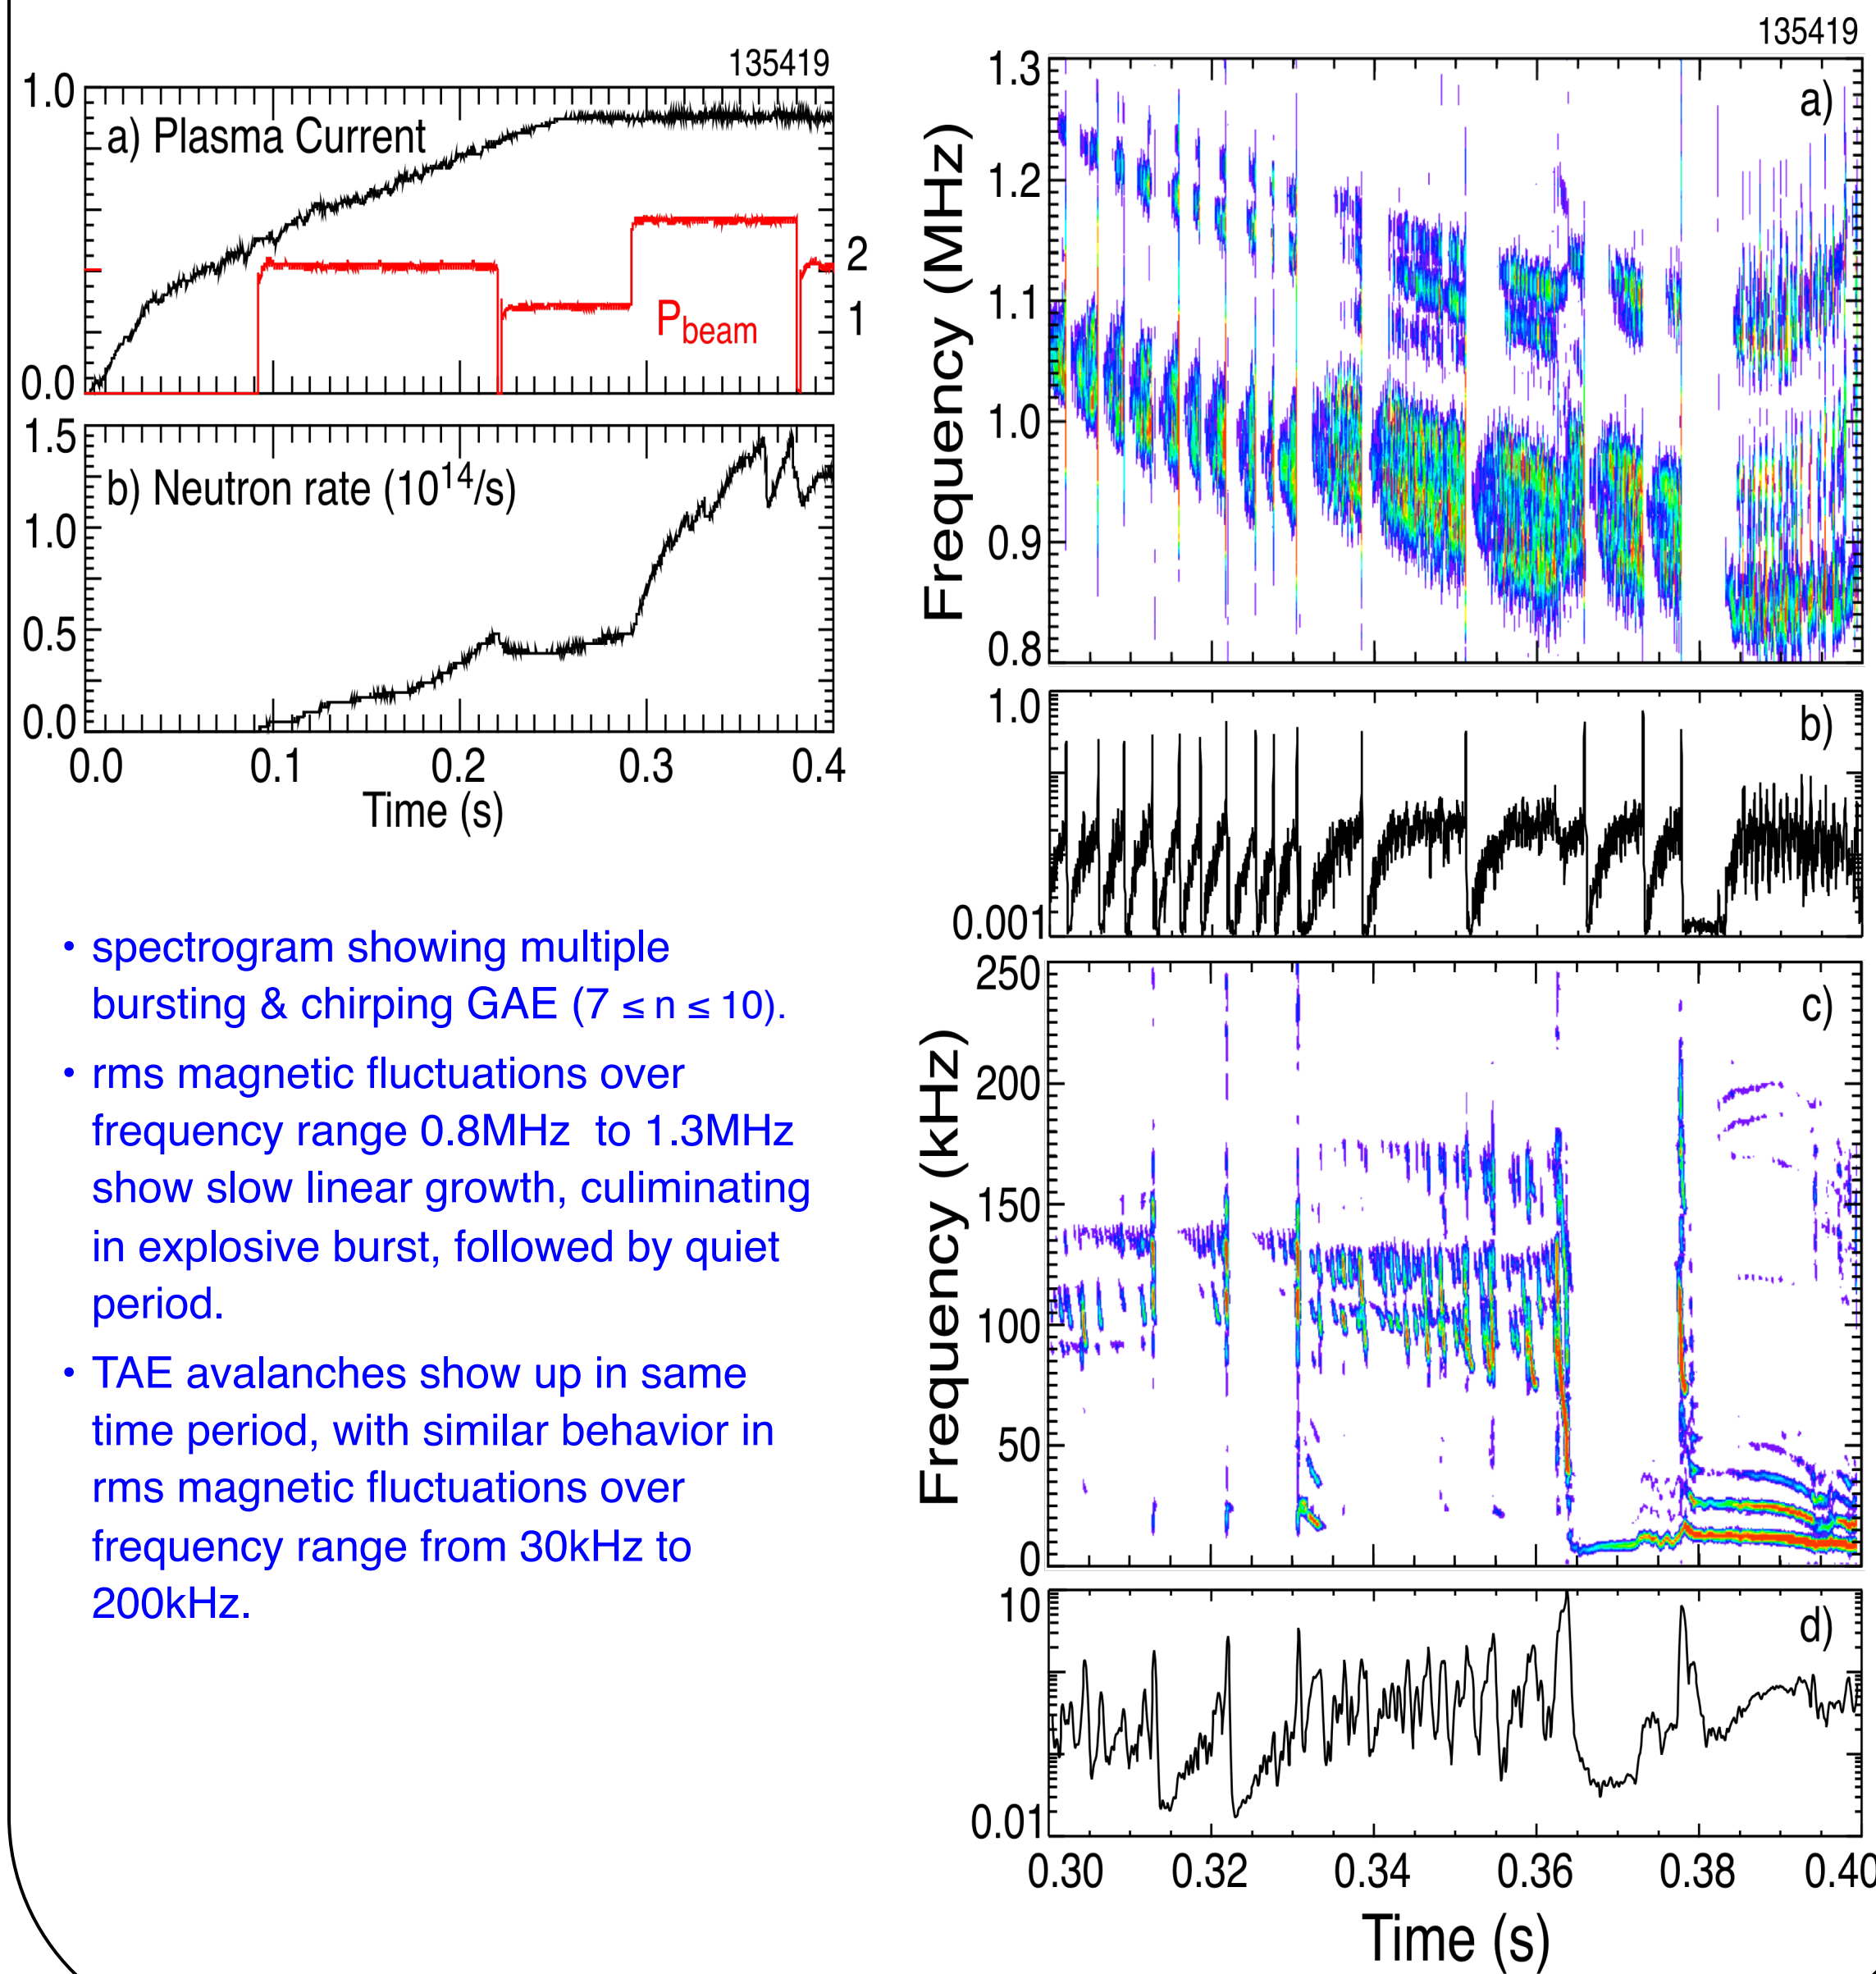 135419
1.0
a) Plasma Current
2
P_beam
1
0.0
1.5
b) Neutron rate (10^14/s)
1.0
0.5
0.0
0.0 0.1 0.2 0.3 0.4
Time (s)
• spectrogram showing multiple
bursting & chirping GAE (7 ≤ n ≤ 10).
• rms magnetic fluctuations over
frequency range 0.8MHz to 1.3MHz
show slow linear growth, culiminating
in explosive burst, followed by quiet
period.
• TAE avalanches show up in same
time period, with similar behavior in
rms magnetic fluctuations over
frequency range from 30kHz to
200kHz.
135419
1.3
a)
1.2
1.1
1.0
0.9
0.8
Frequency (MHz)
1.0
b)
0.001
250
c)
200
150
100
50
0
Frequency (kHz)
10
d)
0.01
0.30 0.32 0.34 0.36 0.38 0.40
Time (s)